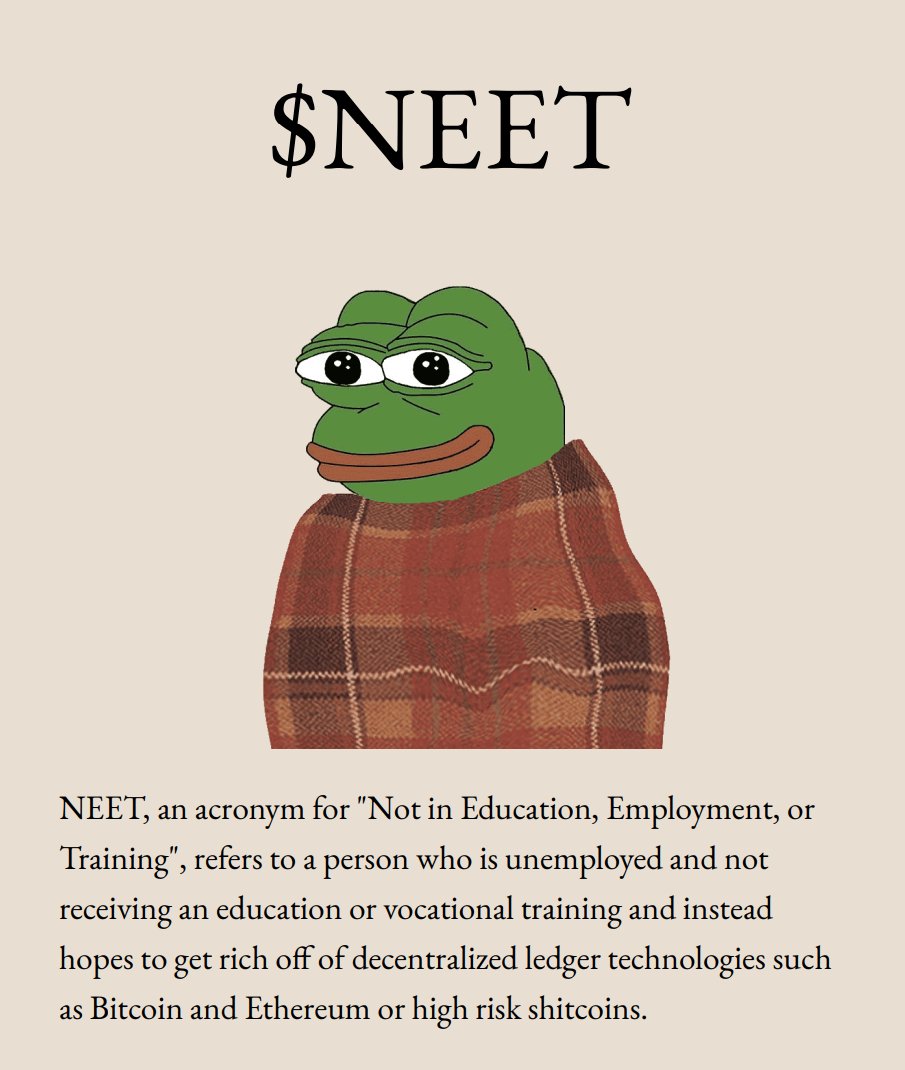 $NEET
NEET, an acronym for "Not in Education, Employment, or
Training", refers to a person who is unemployed and not
receiving an education or vocational training and instead
hopes to get rich off of decentralized ledger technologies such
as Bitcoin and Ethereum or high risk shitcoins.